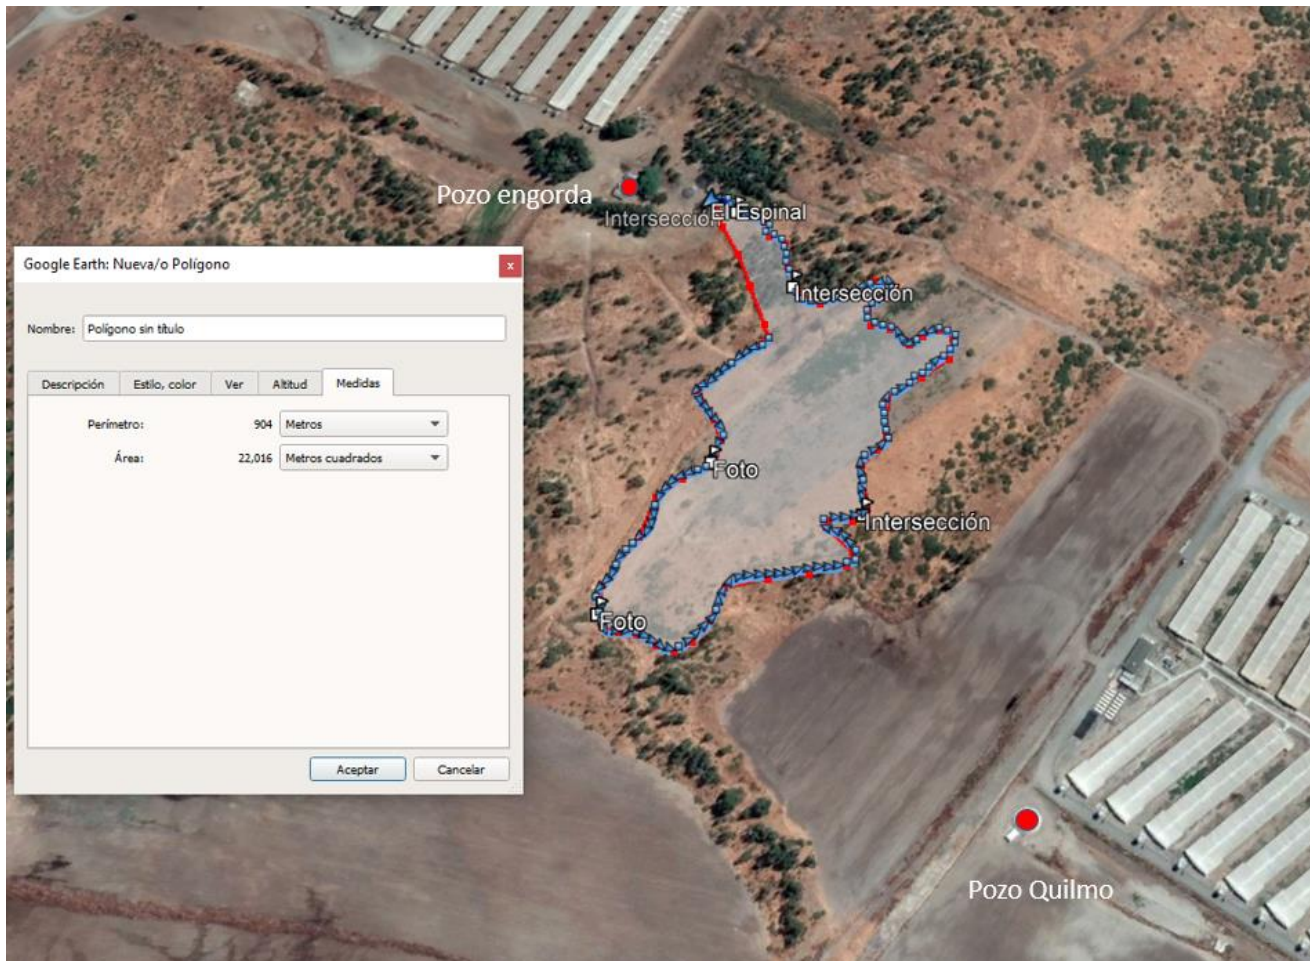 Pozo engorda
Intersección
El Espinal
Google Earth: Nueva/o Polígono
x
Nombre:
Polígono sin título
Intersección
Descripción
Estilo, color
Ver
Altitud
Medidas
Perímetro:
904
Metros
Área:
22,016
Metros cuadrados
Foto
Intersección
Foto
Aceptar
Cancelar
Pozo Quilmo